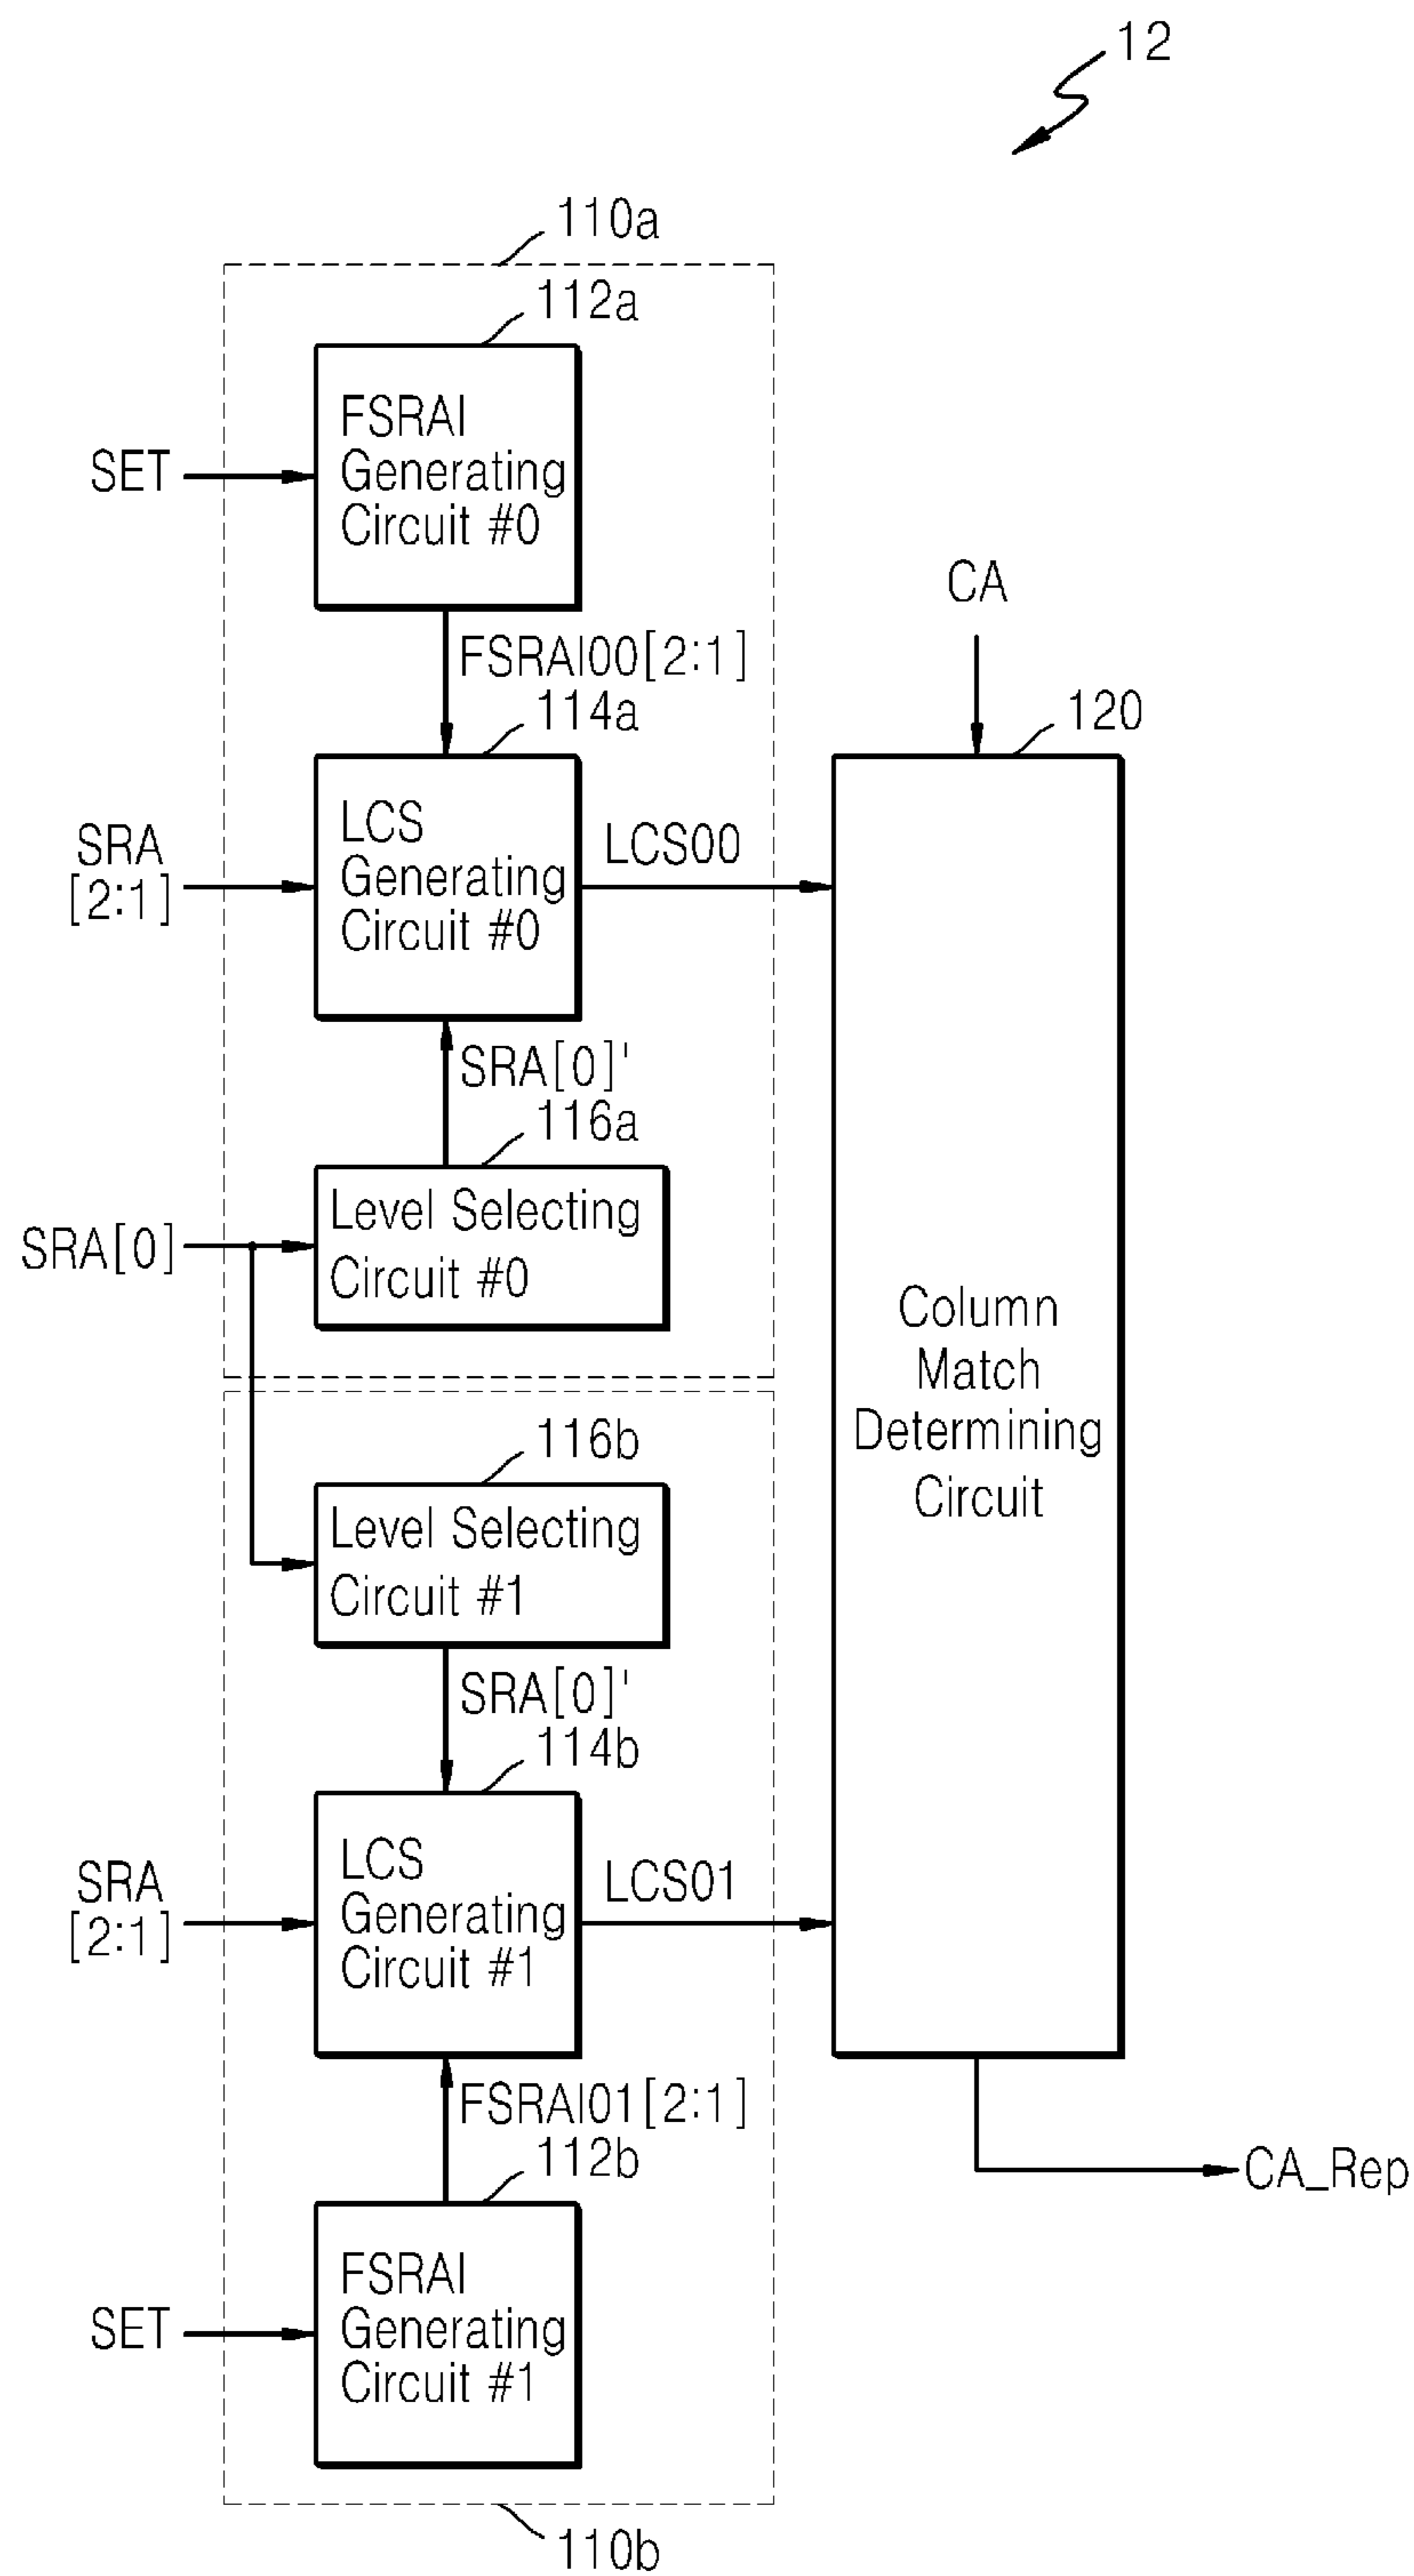 12
110a
112a
FSRAI
Generating
Circuit #0
SET
FSRAI00[2:1]
114a
CA
120
LCS
Generating
Circuit #0
SRA
[2:1]
LCS00
SRA[0]'
116a
Level Selecting
Circuit #0
SRA[0]
Column
Match
Determining
Circuit
116b
Level Selecting
Circuit #1
SRA[0]'
114b
LCS
Generating
Circuit #1
SRA
[2:1]
LCS01
FSRAI01[2:1]
112b
CA_Rep
FSRAI
Generating
Circuit #1
SET
110b